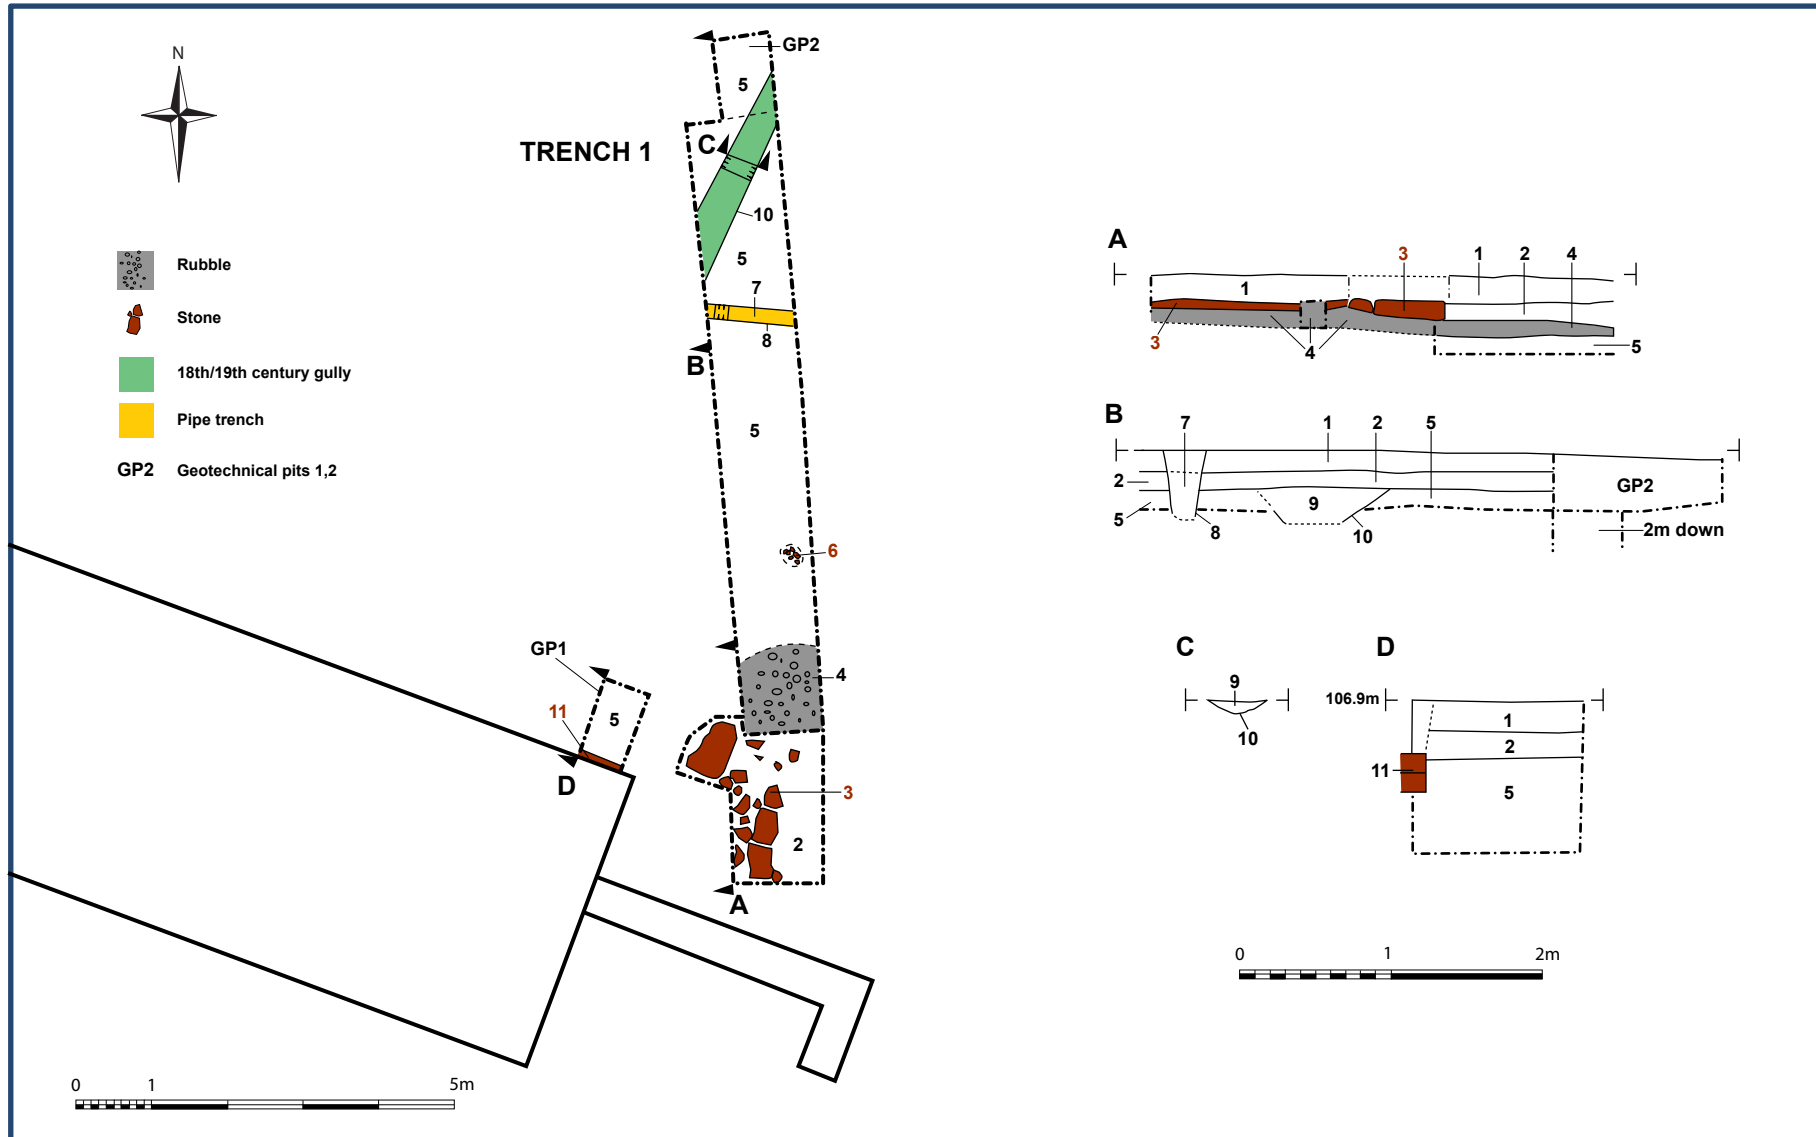 N
TRENCH 1
GP2
5
C
10
5
7
8
B
5
6
4
3
2
A
GP1
11
5
D
Rubble
Stone
18th/19th century gully
Pipe trench
GP2 Geotechnical pits 1,2
0 1 5m
A
3 1 2 4
1
3 4 5
B
7 1 2 5
2 9 GP2
5 8 10 2m down
C
9
10
D
106.9m
1
2
11
5
0 1 2m